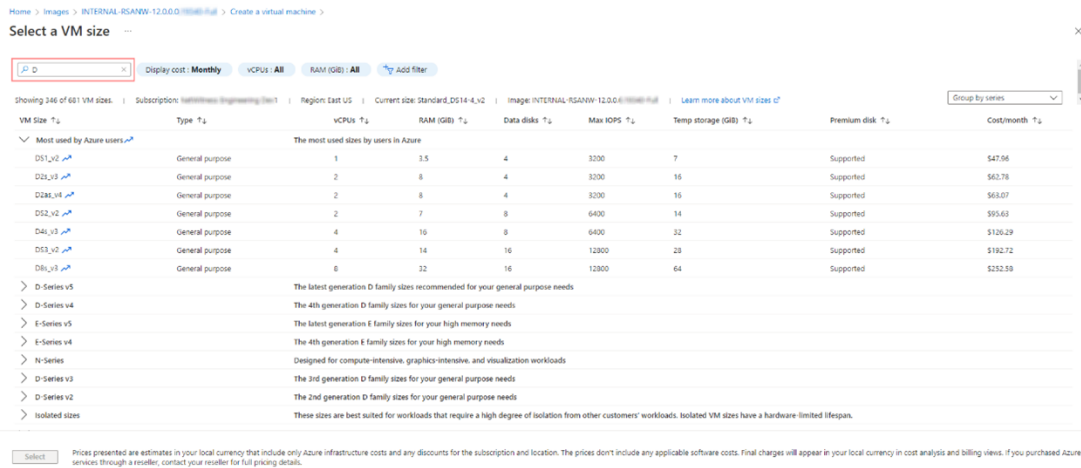 Home > Images > INTERNAL-RSANW-12.0.0.0 > Create a virtual machine >
Select a VM size ...
D ×
Display cost : Monthly vCPUs : All RAM (GiB) : All Add filter
Showing 346 of 681 VM sizes. | Subscription: | Region: East US | Current size: Standard_DS14-4_v2 | Image: INTERNAL-RSANW-12.0.0. | Learn more about VM sizes
Group by series
VM Size ↑↓ Type ↑↓ vCPUs ↑↓ RAM (GiB) ↑↓ Data disks ↑↓ Max IOPS ↑↓ Temp storage (GiB) ↑↓ Premium disk ↑↓ Cost/month ↑↓
Most used by Azure users The most used sizes by users in Azure
DS1_v2 General purpose 1 3.5 4 3200 7 Supported $47.96
D2s_v3 General purpose 2 8 4 3200 16 Supported $62.78
D2as_v4 General purpose 2 8 4 3200 16 Supported $63.07
DS2_v2 General purpose 2 7 8 6400 14 Supported $95.63
D4s_v3 General purpose 4 16 8 6400 32 Supported $126.29
DS3_v2 General purpose 4 14 16 12800 28 Supported $192.72
D8s_v3 General purpose 8 32 16 12800 64 Supported $252.58
D-Series v5 The latest generation D family sizes recommended for your general purpose needs
D-Series v4 The 4th generation D family sizes for your general purpose needs
E-Series v5 The latest generation E family sizes for your high memory needs
E-Series v4 The 4th generation E family sizes for your high memory needs
N-Series Designed for compute-intensive, graphics-intensive, and visualization workloads
D-Series v3 The 3rd generation D family sizes for your general purpose needs
D-Series v2 The 2nd generation D family sizes for your general purpose needs
Isolated sizes These sizes are best suited for workloads that require a high degree of isolation from other customers' workloads. Isolated VM sizes have a hardware-limited lifespan.
Select
Prices presented are estimates in your local currency that include only Azure infrastructure costs and any discounts for the subscription and location. The prices don't include any applicable software costs. Final charges will appear in your local currency in cost analysis and billing views. If you purchased Azure
services through a reseller, contact your reseller for full pricing details.